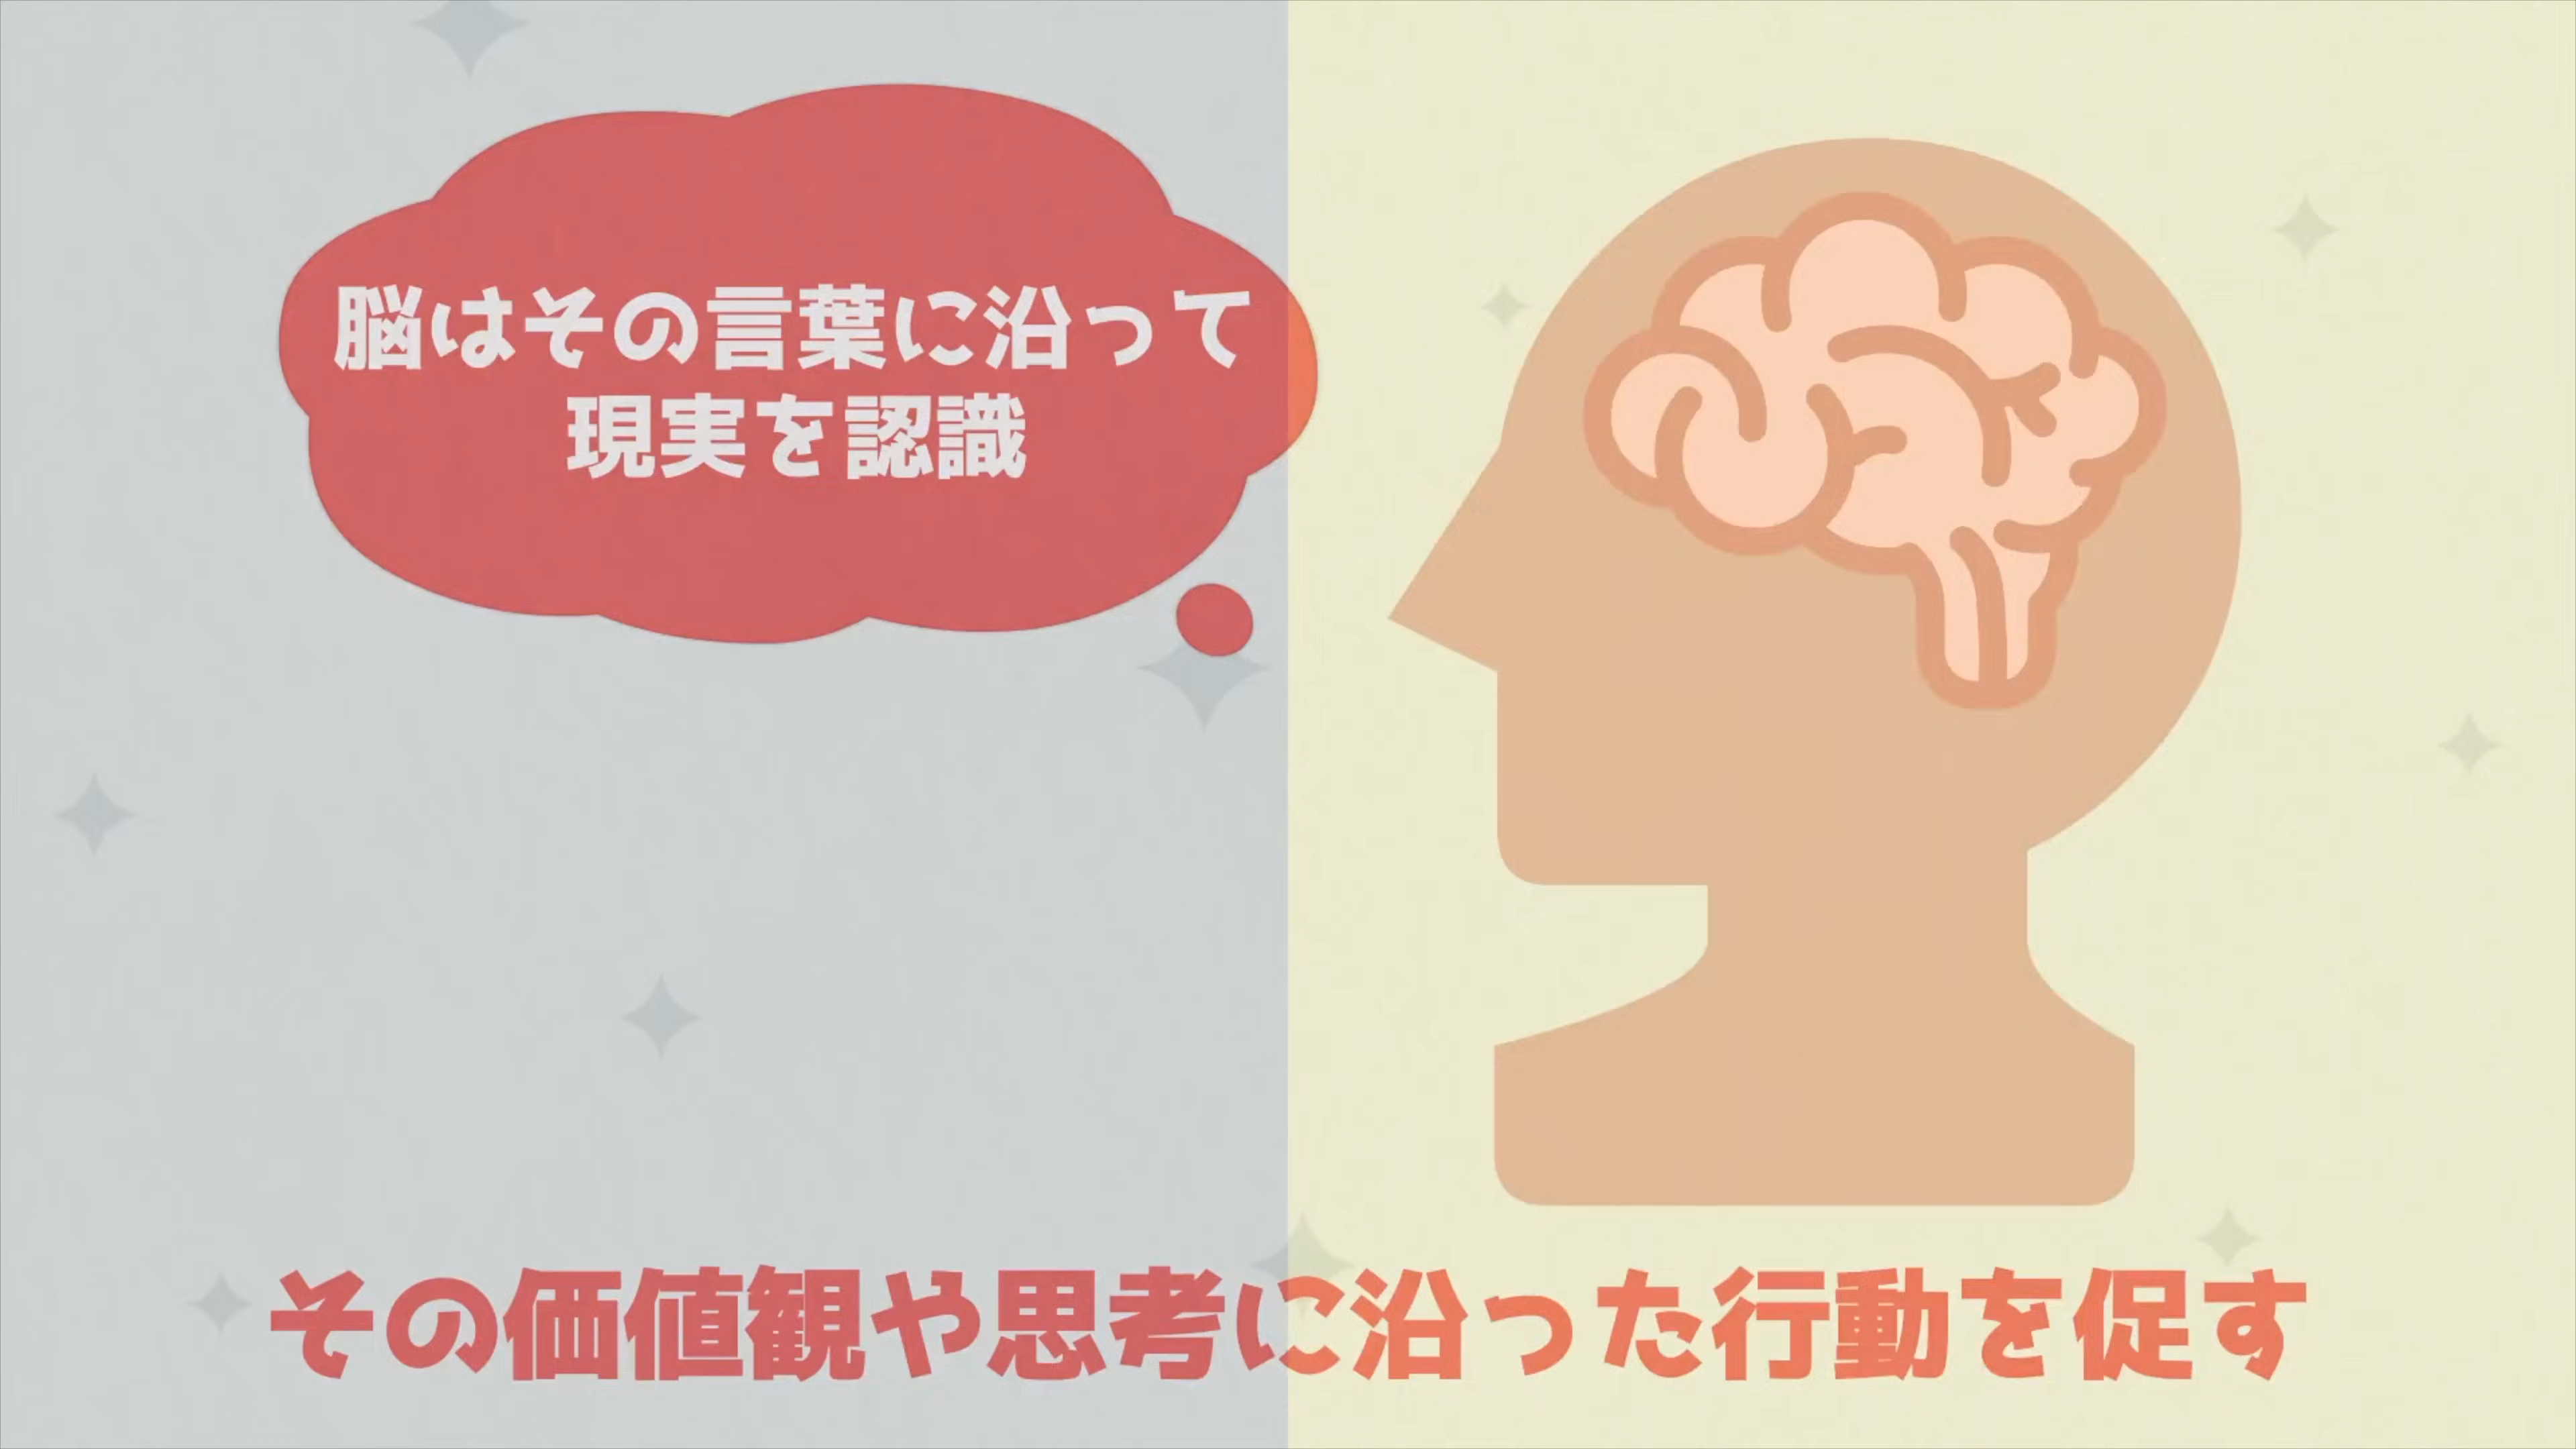 脳はその言葉に沿って
現実を認識
その価値観や思考に沿った行動を促す